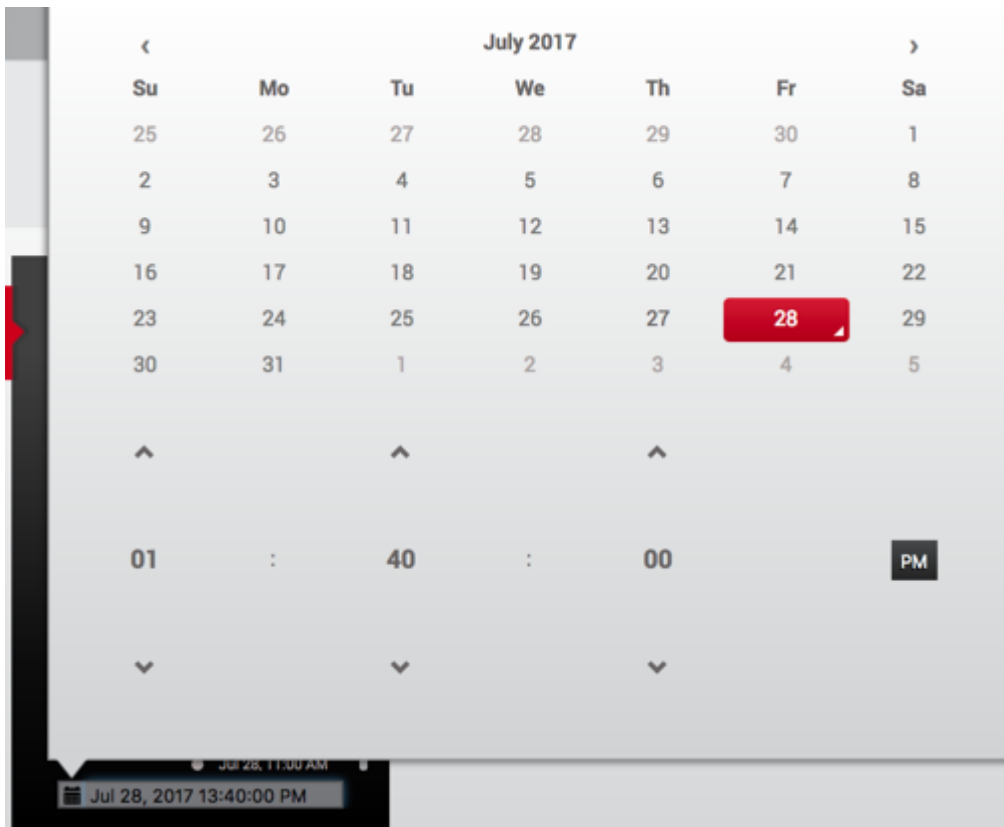 ‹ July 2017 ›
Su Mo Tu We Th Fr Sa
25 26 27 28 29 30 1
2 3 4 5 6 7 8
9 10 11 12 13 14 15
16 17 18 19 20 21 22
23 24 25 26 27 28 29
30 31 1 2 3 4 5
01 : 40 : 00 PM
Jul 28, 11:00 AM
Jul 28, 2017 13:40:00 PM